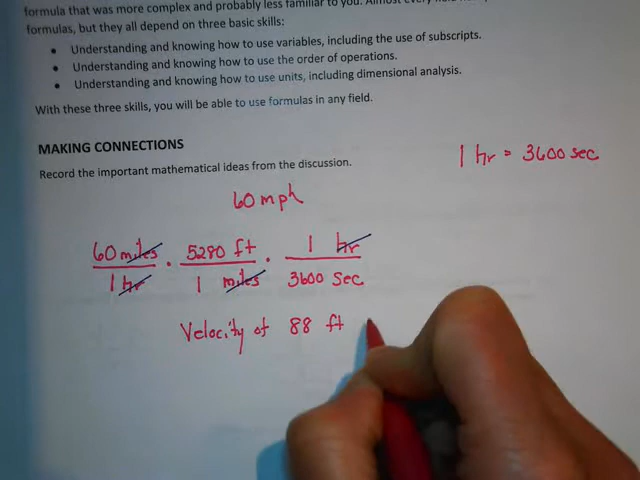 formula that was more complex and probably less familiar to you. Almost every field
formulas, but they all depend on three basic skills:
• Understanding and knowing how to use variables, including the use of subscripts.
• Understanding and knowing how to use the order of operations.
• Understanding and knowing how to use units, including dimensional analysis.
With these three skills, you will be able to use formulas in any field.
MAKING CONNECTIONS
Record the important mathematical ideas from the discussion.
1 hr = 3600 sec
60 mph
60 miles · 5280 ft · 1 hr
1 hr 1 miles 3600 sec
Velocity of 88 ft